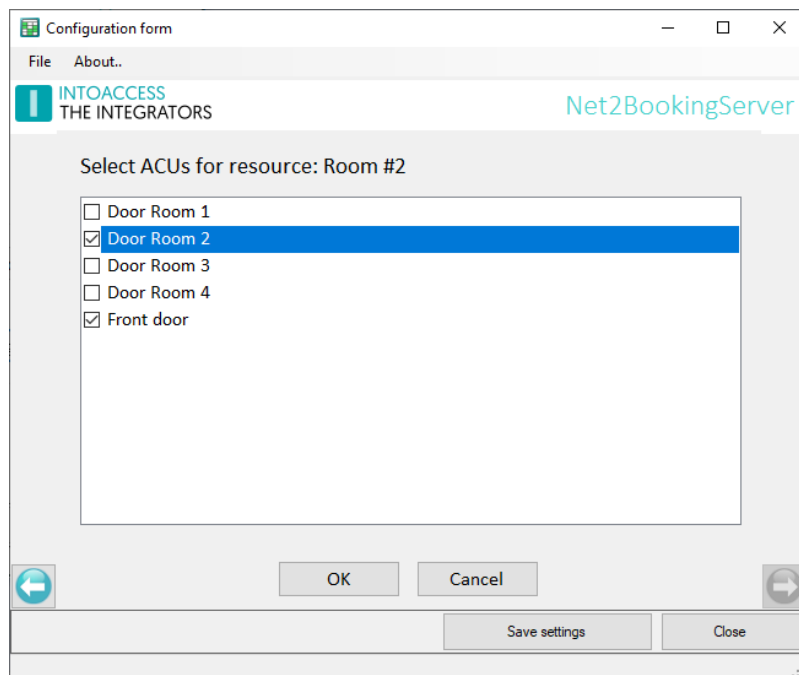 Configuration form
File About..
INTOACCESS
THE INTEGRATORS
Net2BookingServer
Select ACUs for resource: Room #2
Door Room 1
Door Room 2
Door Room 3
Door Room 4
Front door
OK Cancel
Save settings Close